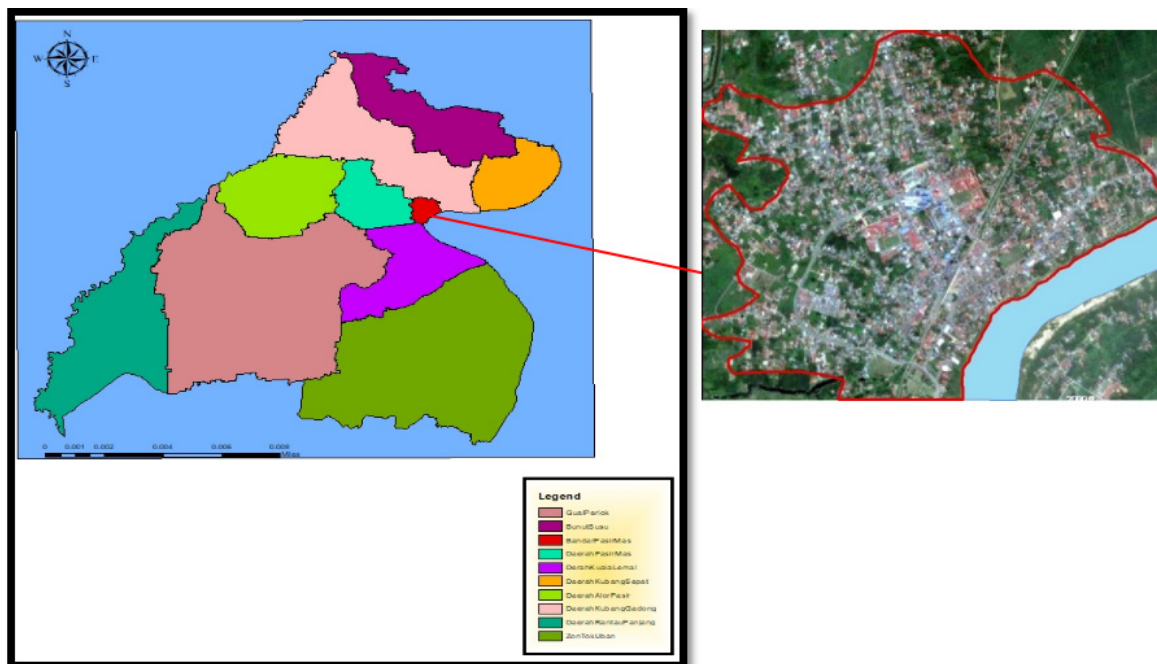 N
W E
S
0 0.001 0.002 0.004 0.006 0.008
Miles
Legend
GualPeriok
BunutSusu
BandarPasirMas
DaerahPasirMas
DerahKualaLemal
DaerahKubangSepat
DaerahAlorPasir
DaerahKubangGadong
DaerahRantauPanjang
ZonTokUban